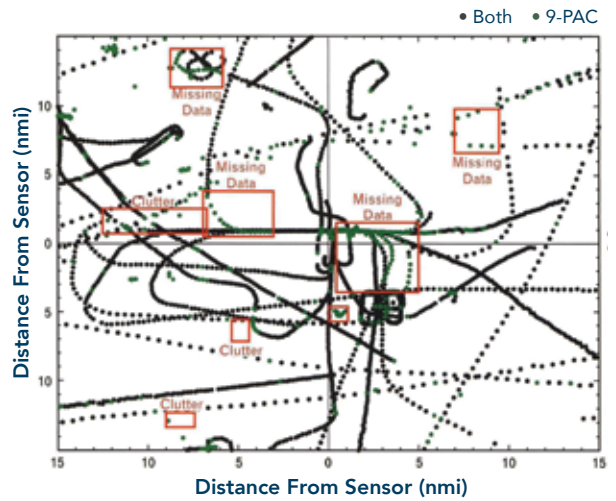 Both 9-PAC
Distance From Sensor (nmi)
10
5
0
5
10
15 10 5 0 5 10 15
Distance From Sensor (nmi)
Missing
Data
Missing
Data
Clutter
Missing
Data
Missing
Data
Clutter
Clutter